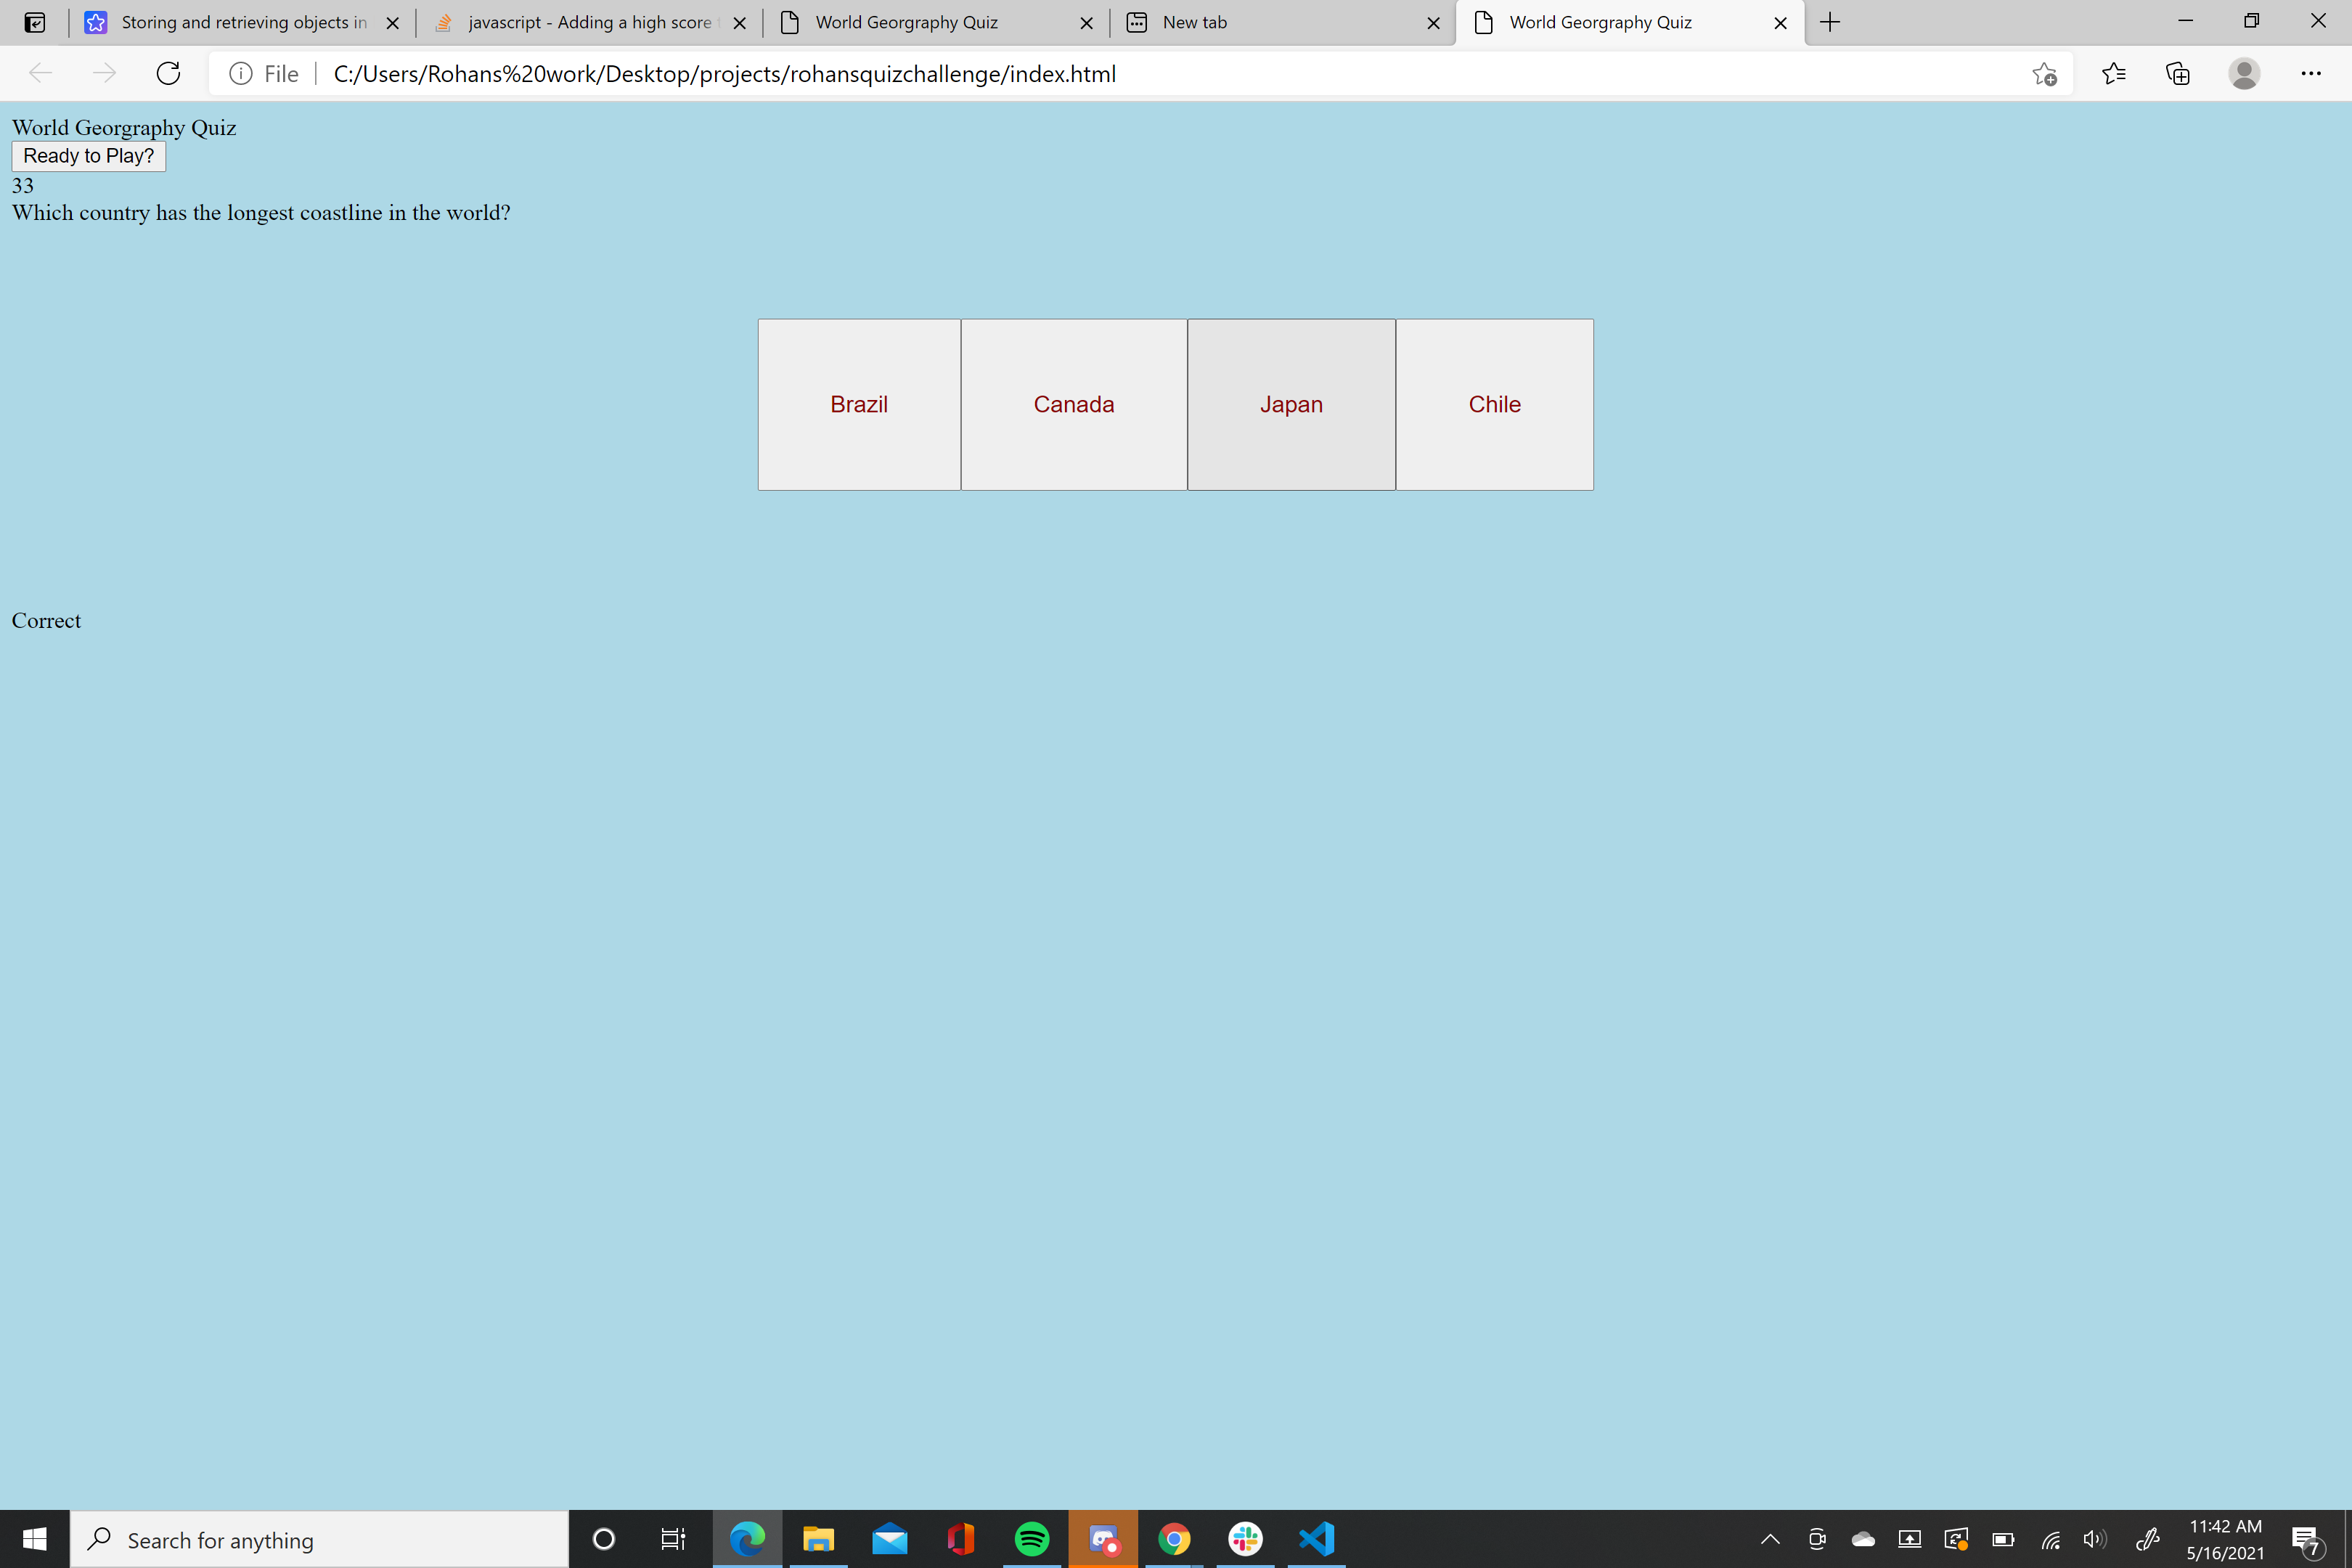 Storing and retrieving objects in
javascript - Adding a high score
World Georgraphy Quiz
New tab
World Georgraphy Quiz
File
C:/Users/Rohans%20work/Desktop/projects/rohansquizchallenge/index.html
World Georgraphy Quiz
Ready to Play?
33
Which country has the longest coastline in the world?
Brazil
Canada
Japan
Chile
Correct
Search for anything
11:42 AM
5/16/2021
7